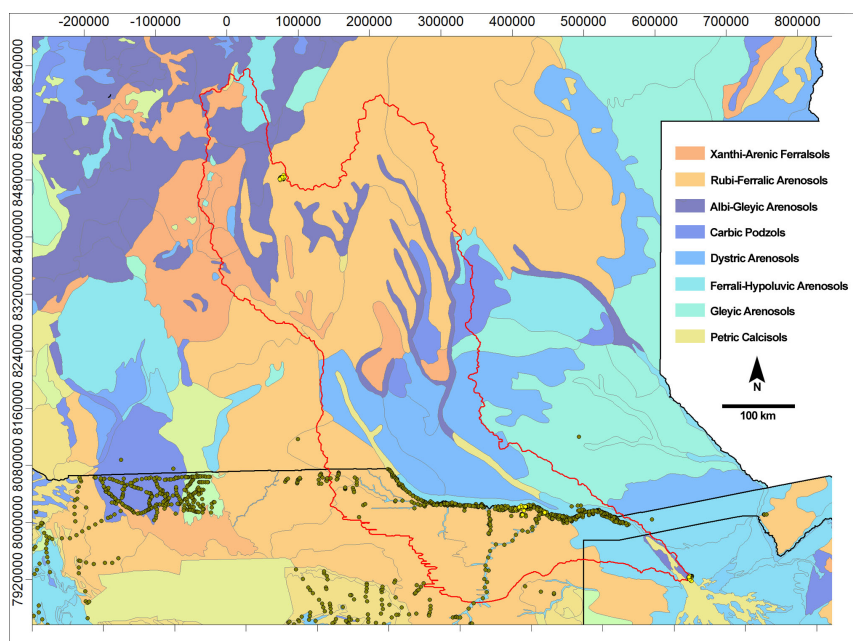 -200000 -100000 0 100000 200000 300000 400000 500000 600000 700000 800000
8640000
8560000
8480000
8400000
8320000
8240000
8160000
8080000
8000000
7920000
Xanthi-Arenic Ferralsols
Rubi-Ferralic Arenosols
Albi-Gleyic Arenosols
Carbic Podzols
Dystric Arenosols
Ferrali-Hypoluvic Arenosols
Gleyic Arenosols
Petric Calcisols
N
100 km